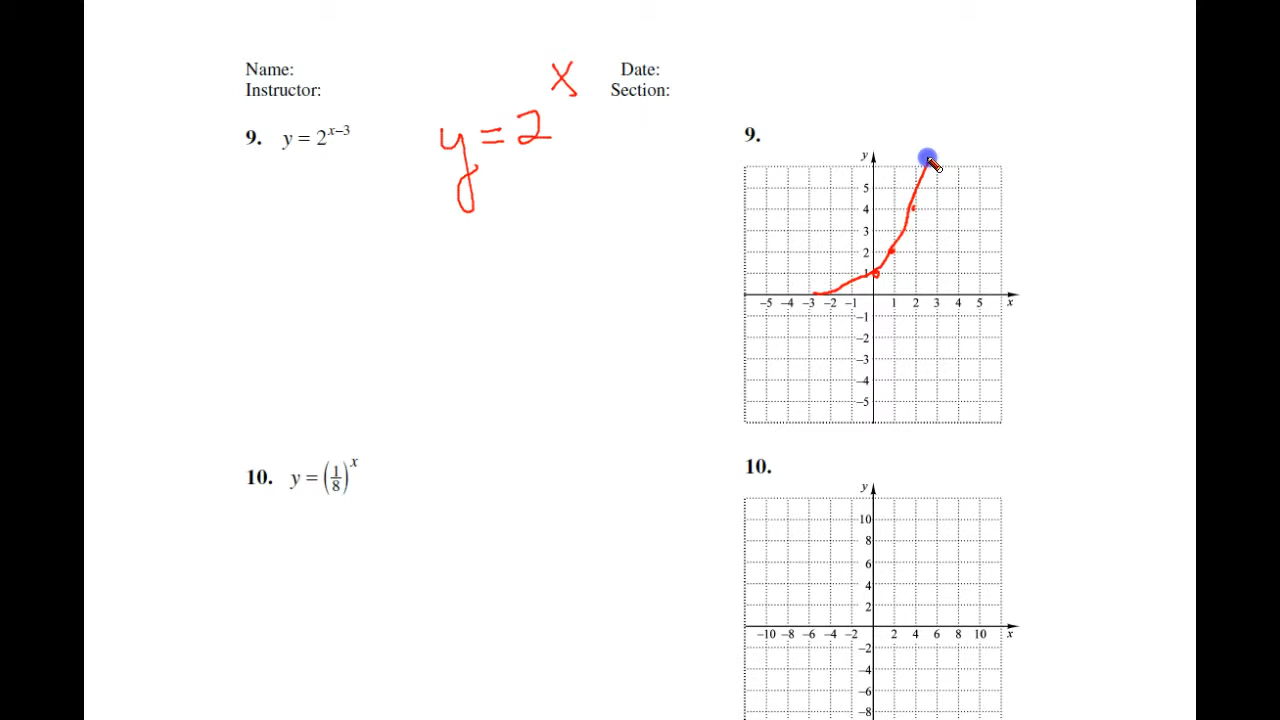 Name: Date:
Instructor: Section:
9. y = 2^{x–3}
y = 2^x
9.
y
5
4
3
2
1
–5 –4 –3 –2 –1 1 2 3 4 5 x
–1
–2
–3
–4
–5
10. y = (1/8)^x
10.
y
10
8
6
4
2
–10 –8 –6 –4 –2 2 4 6 8 10 x
–2
–4
–6
–8